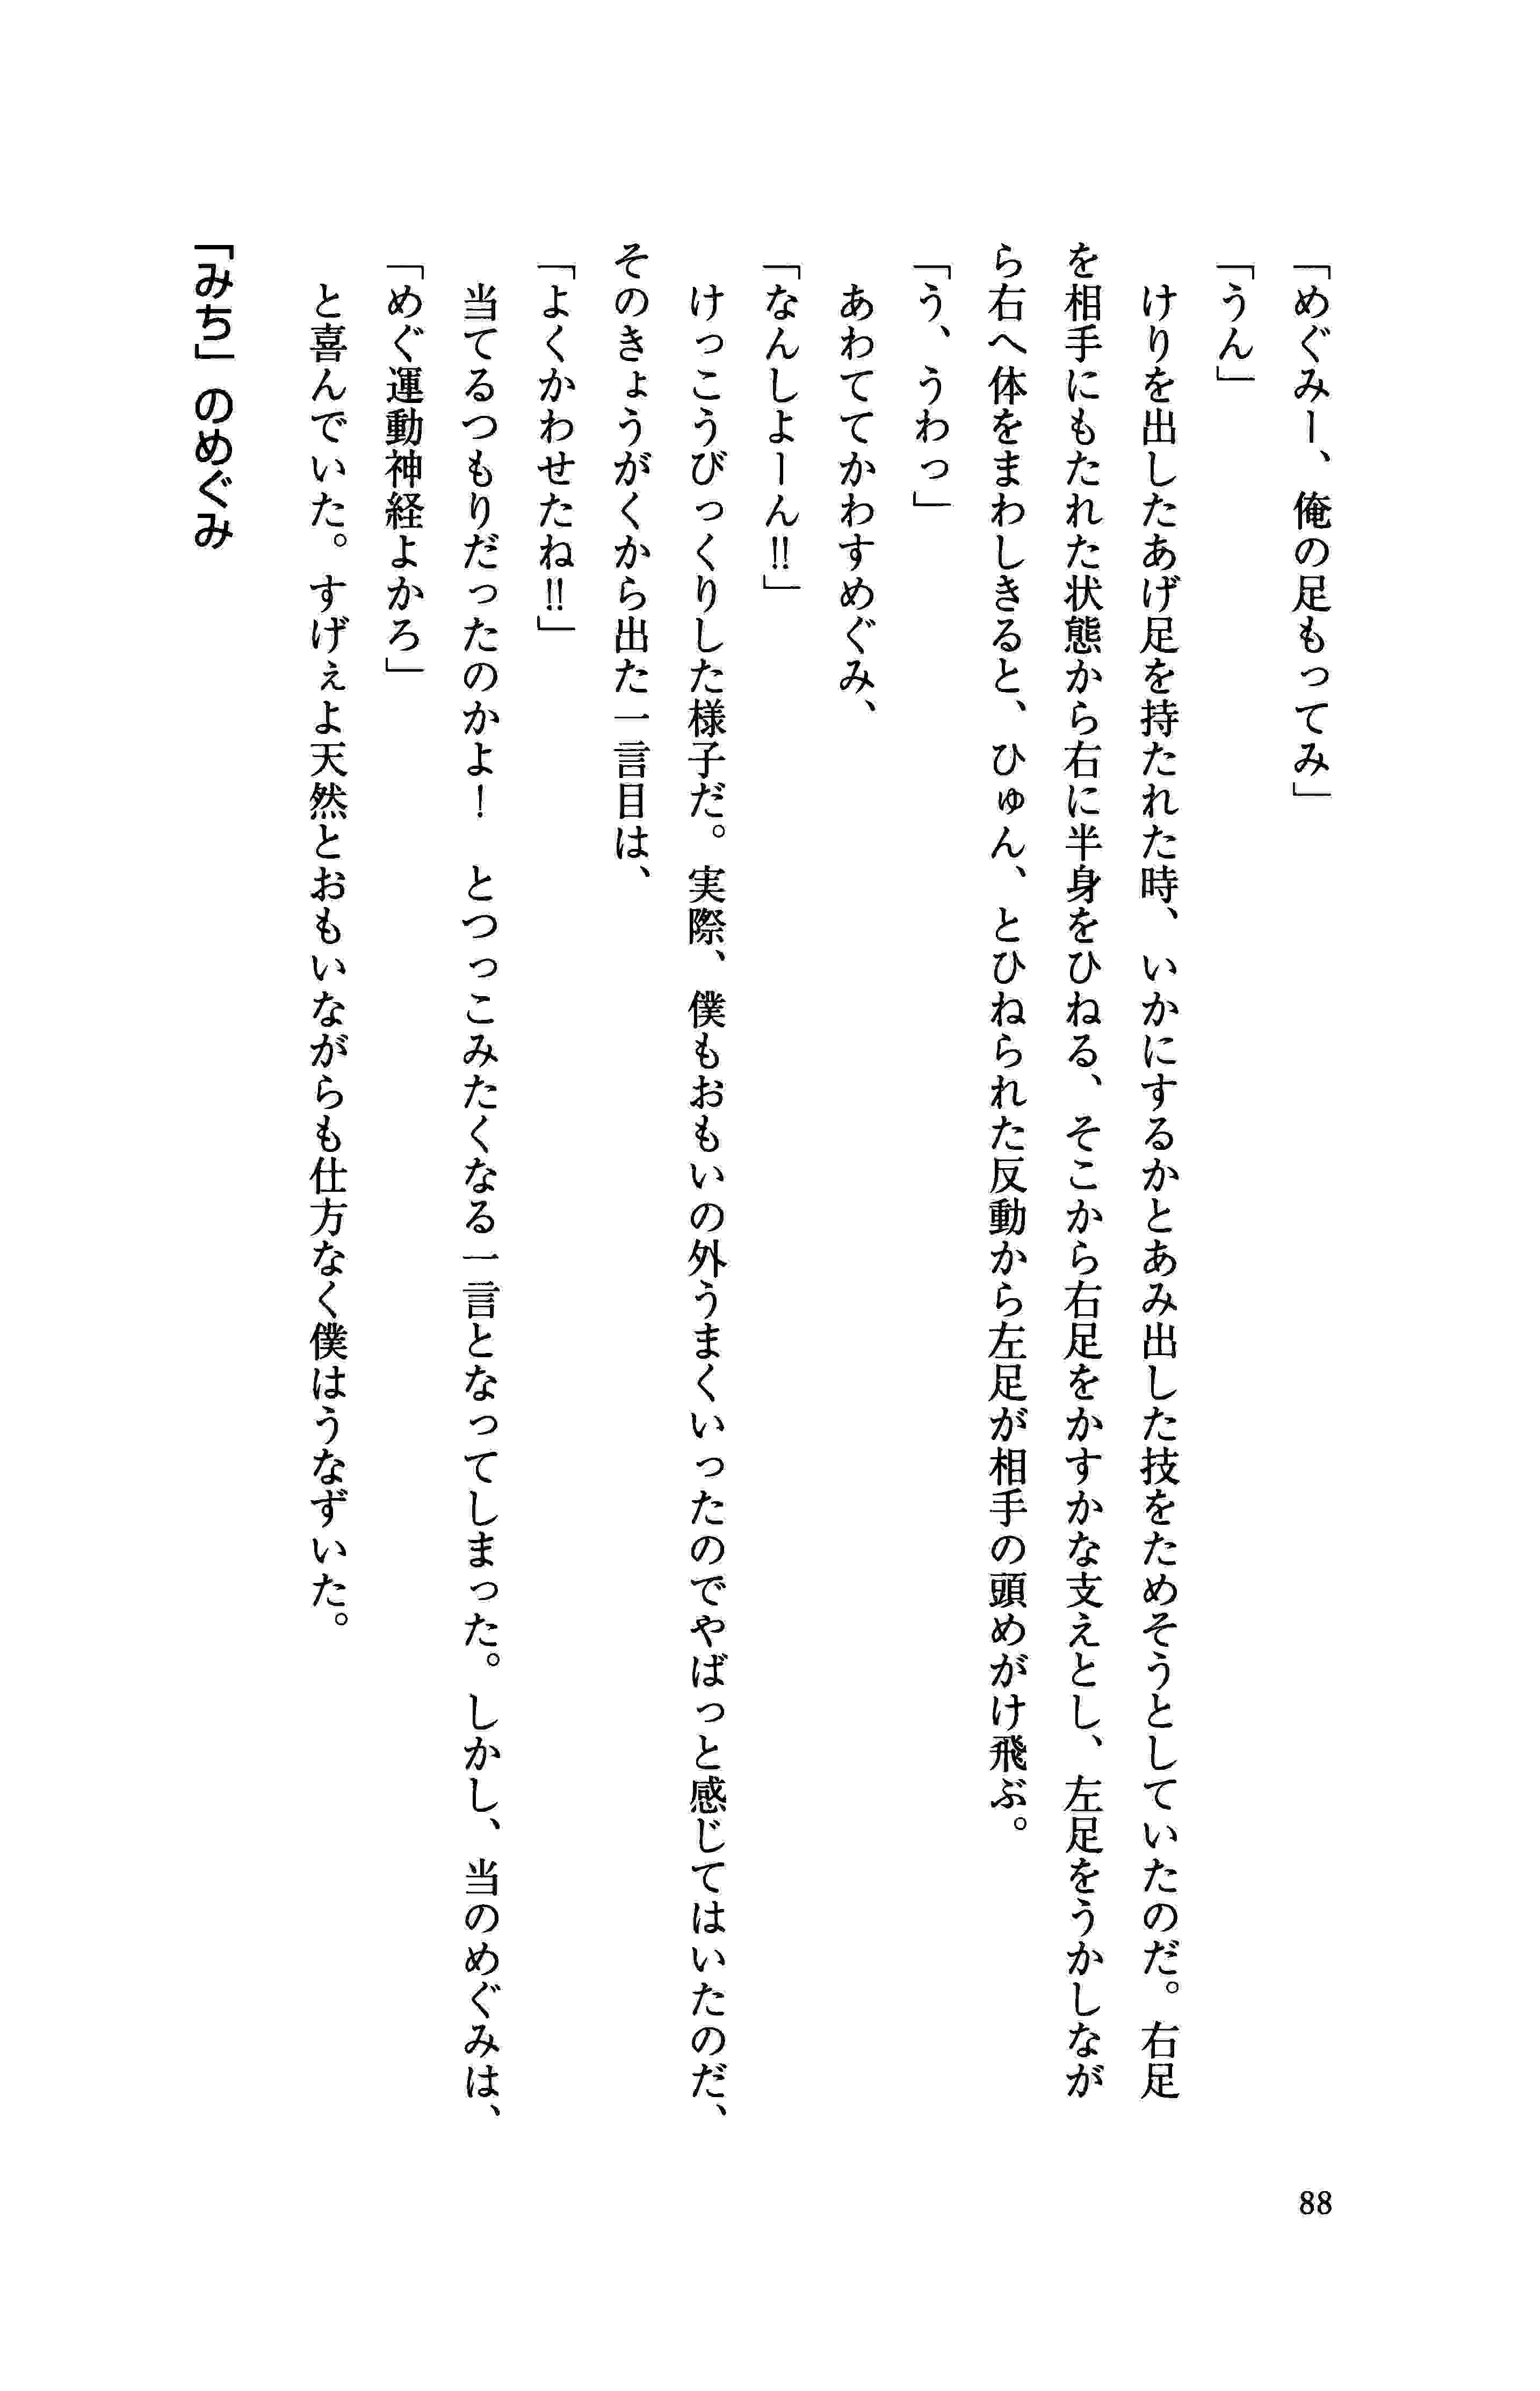 「めぐみー、俺の足もってみ」
「うん」
けりを出したあげ足を持たれた時、いかにするかとあみ出した技をためそうとしていたのだ。右足
を相手にもたれた状態から右に半身をひねる、そこから右足をかすかな支えとし、左足をうかしなが
ら右へ体をまわしきると、ひゅん、とひねられた反動から左足が相手の頭めがけ飛ぶ。
「う、うわっ」
あわててかわすめぐみ、
「なんしよーん‼」
けっこうびっくりした様子だ。実際、僕もおもいの外うまくいったのでやばっと感じてはいたのだ、
そのきょうがくから出た一言目は、
「よくかわせたね‼」
当てるつもりだったのかよ！　とつっこみたくなる一言となってしまった。しかし、当のめぐみは、
「めぐ運動神経よかろ」
と喜んでいた。すげぇよ天然とおもいながらも仕方なく僕はうなずいた。
「みち」のめぐみ
88